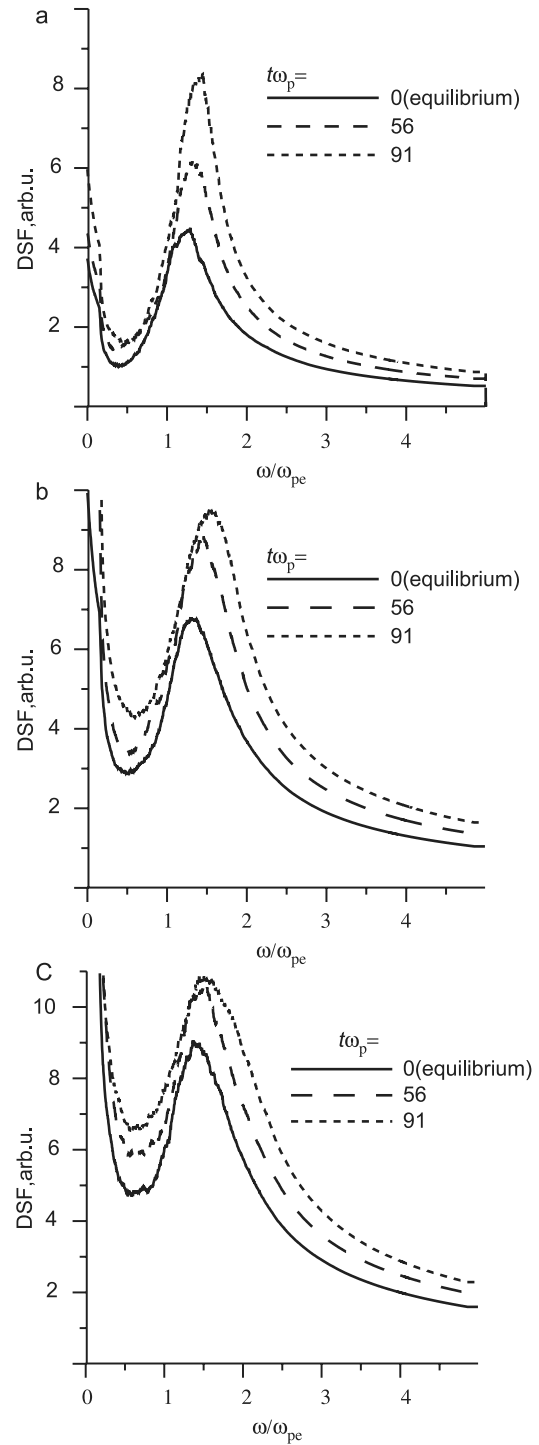 a
tωp=
0(equilibrium)
56
91
DSF,arb.u.
8
6
4
2
0 1 2 3 4
ω/ωpe
b
tωp=
0(equilibrium)
56
91
DSF,arb.u.
8
6
4
2
0 1 2 3 4
ω/ωpe
C
tωp=
0(equilibrium)
56
91
DSF,arb.u.
10
8
6
4
2
0 1 2 3 4
ω/ωpe